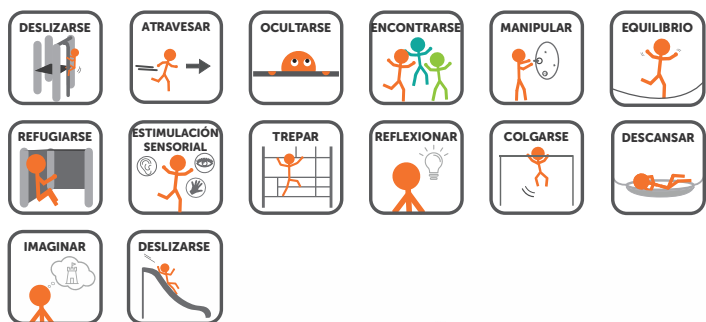 DESLIZARSE
ATRAVESAR
OCULTARSE
ENCONTRARSE
MANIPULAR
EQUILIBRIO
REFUGIARSE
ESTIMULACIÓN
SENSORIAL
TREPAR
REFLEXIONAR
COLGARSE
DESCANSAR
IMAGINAR
DESLIZARSE